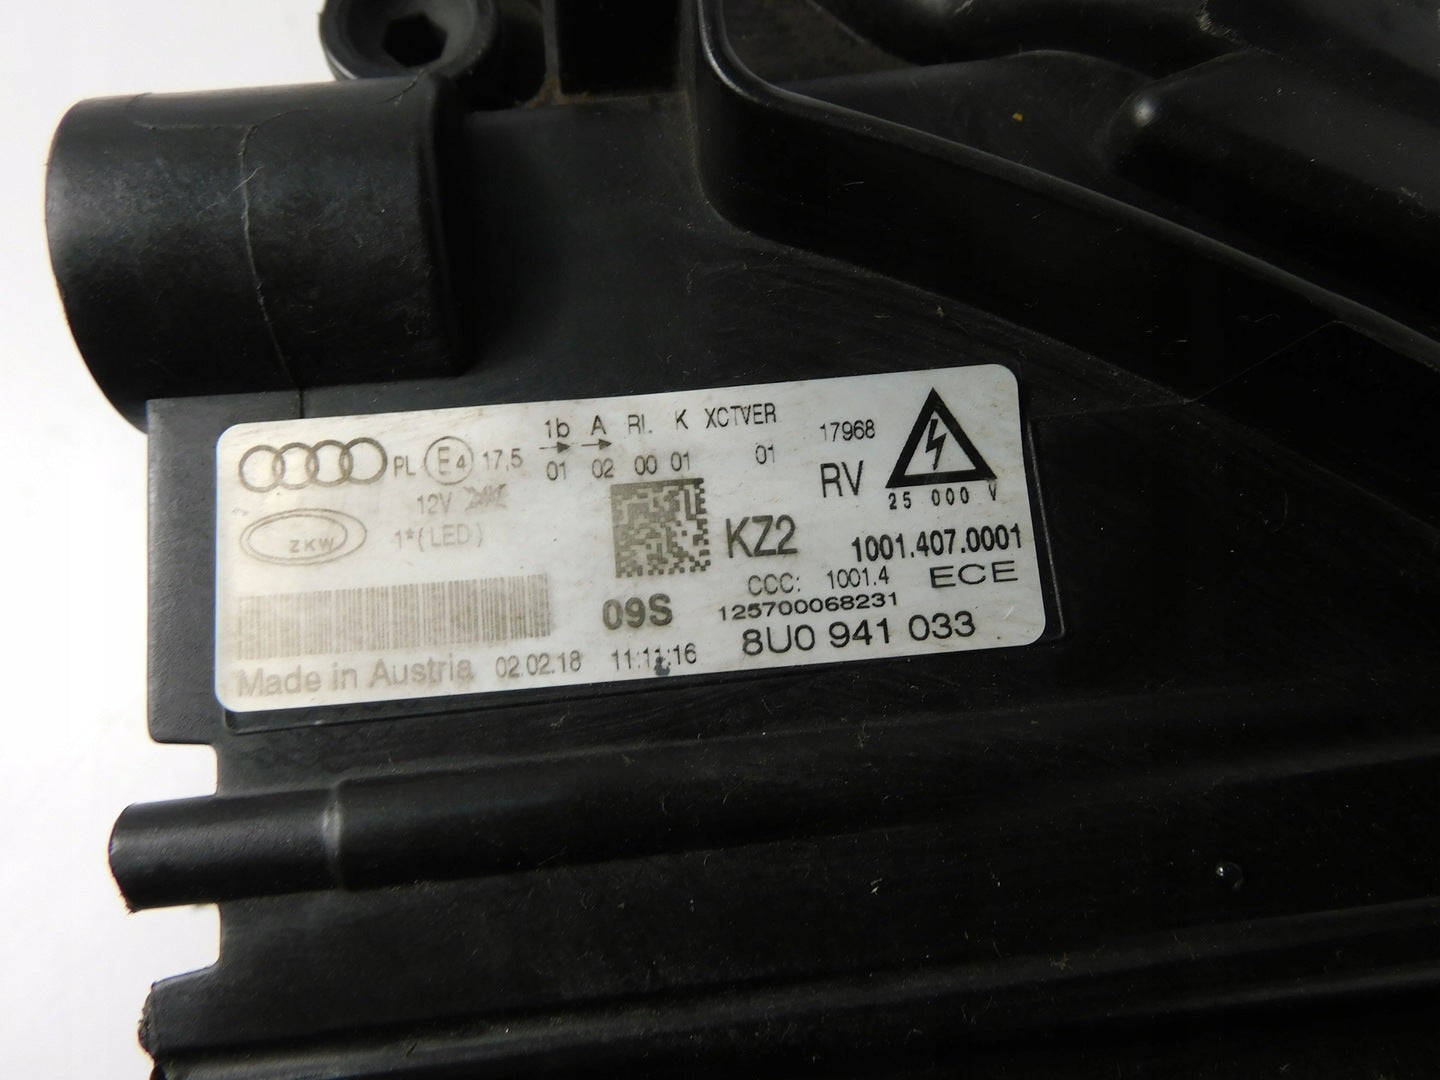 1b A RI. K XCTVER
PL E4 17,5 01 02 00 01 01 17968
12V 24V RV 25 000 V
ZKW 1*(LED) KZ2 1001.407.0001
CCC: 1001.4 ECE
09S 125700068231
Made in Austria 02.02.18 11:11:16 8U0 941 033